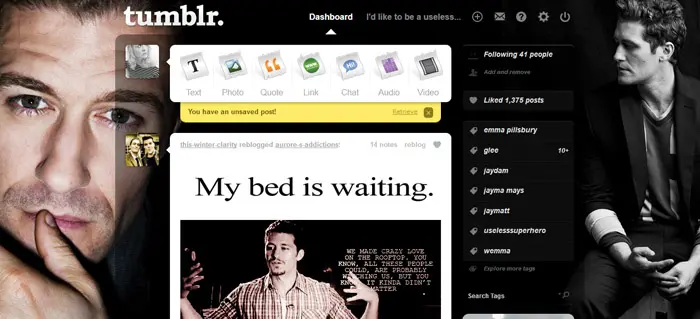 tumblr.
Dashboard
I'd like to be a useless...
Text
Photo
Quote
Link
Chat
Audio
Video
You have an unsaved post!
Retrieve
this-winter-clarity reblogged aurore-x-addictions:
14 notes
reblog
My bed is waiting.
WE MADE CRAZY LOVE
ON THE ROOFTOP. YOU
KNOW, ALL THESE PEOPLE
COULD, ARE PROBABLY
WATCHING US, BUT YOU
KNOW IT KINDA DIDN'T
MATTER
Following 41 people
Add and remove
Liked 1,375 posts
emma pillsbury
glee
10+
jaydam
jayma mays
jaymatt
uselesssuperhero
wemma
Explore more tags
Search Tags